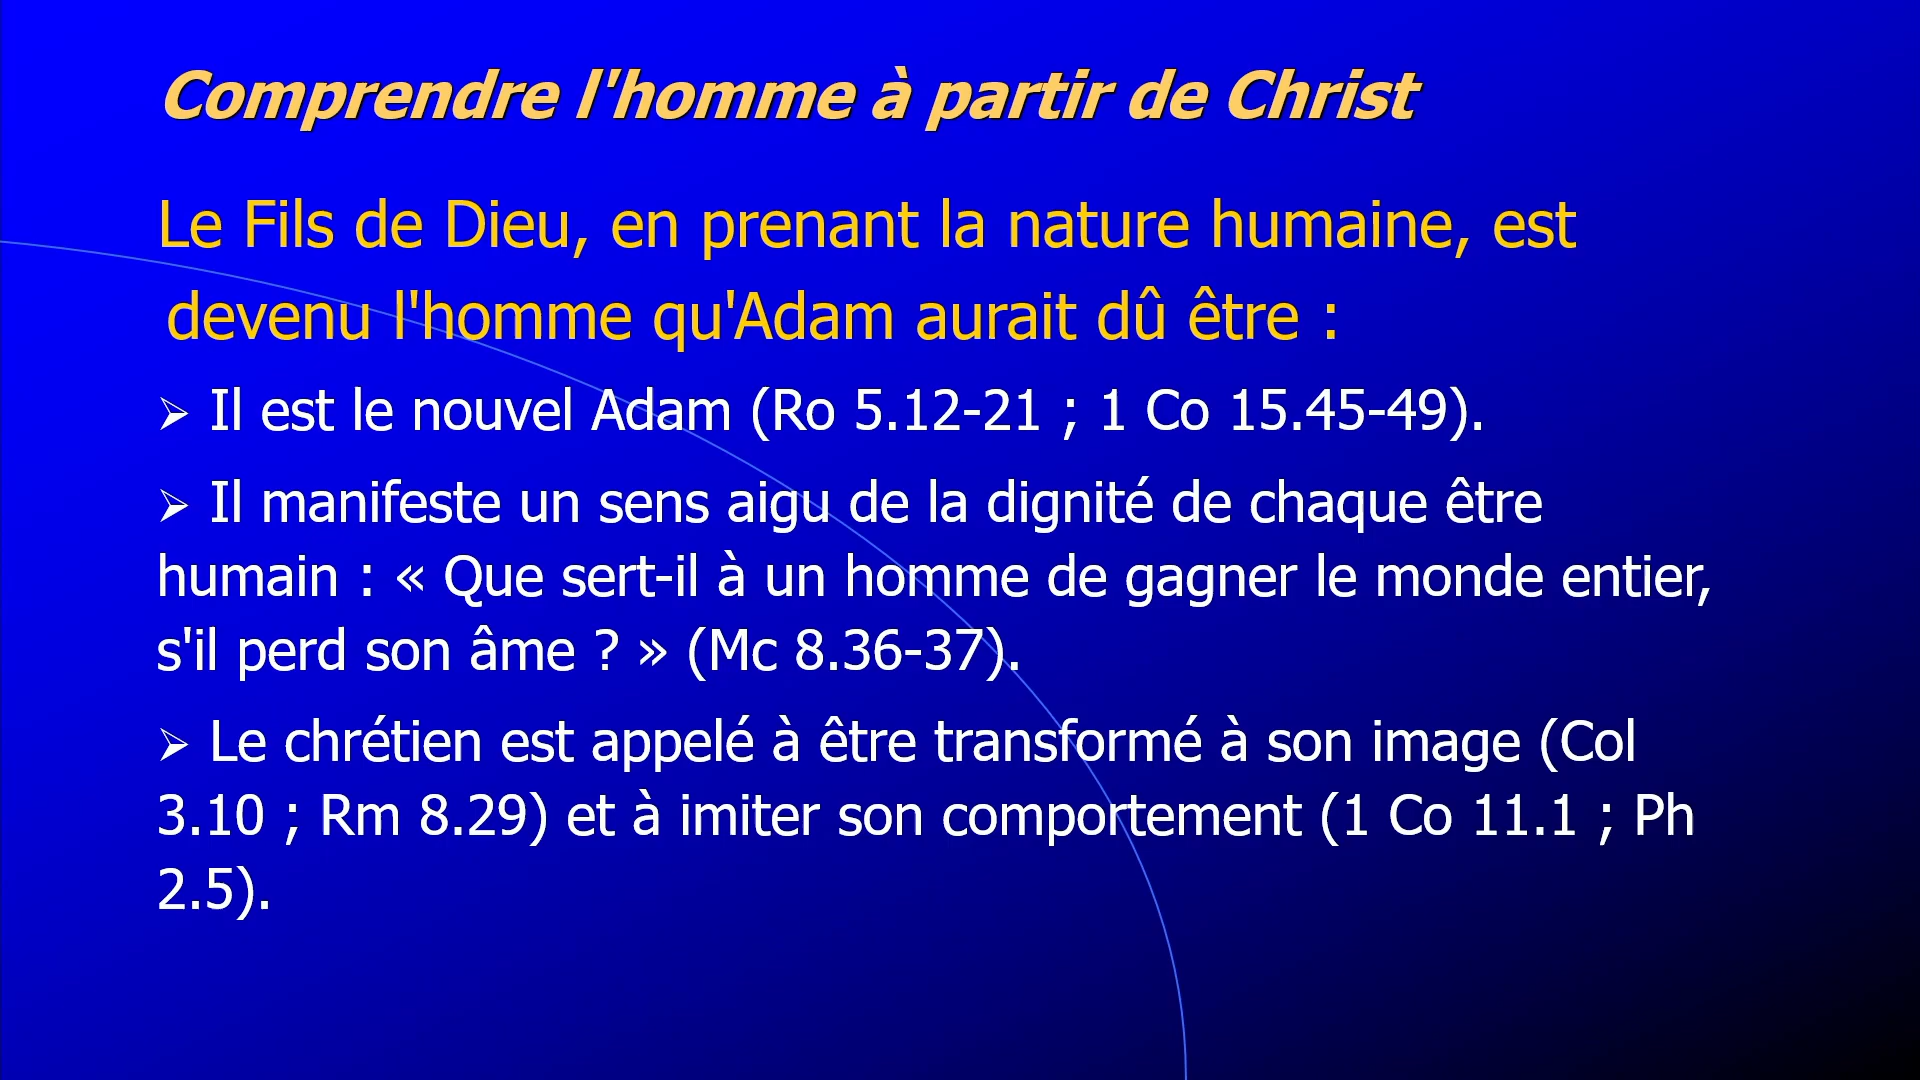 Comprendre l'homme à partir de Christ
Le Fils de Dieu, en prenant la nature humaine, est
devenu l'homme qu'Adam aurait dû être :
➢ Il est le nouvel Adam (Ro 5.12-21 ; 1 Co 15.45-49).
➢ Il manifeste un sens aigu de la dignité de chaque être
humain : « Que sert-il à un homme de gagner le monde entier,
s'il perd son âme ? » (Mc 8.36-37).
➢ Le chrétien est appelé à être transformé à son image (Col
3.10 ; Rm 8.29) et à imiter son comportement (1 Co 11.1 ; Ph
2.5).